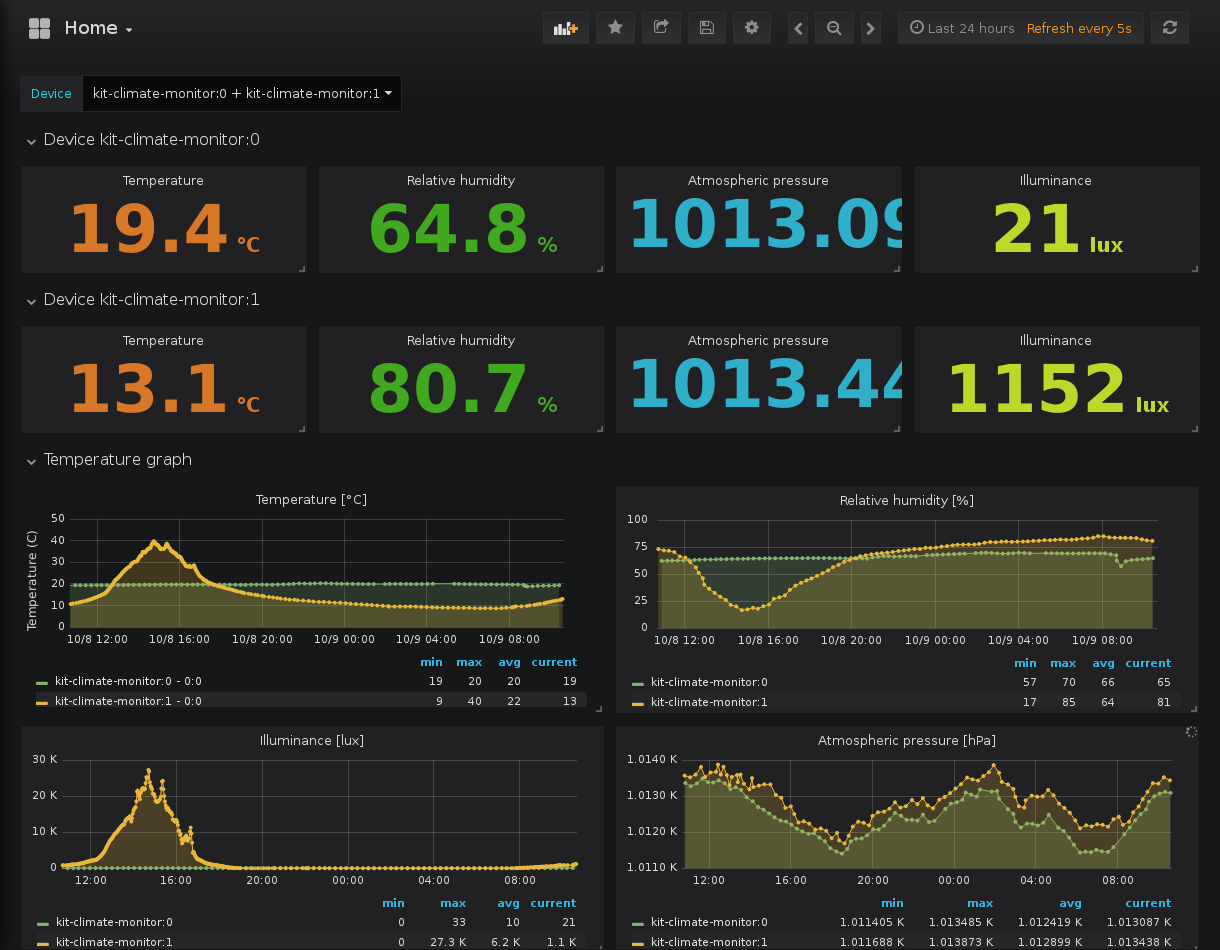 Home
Last 24 hours Refresh every 5s
Device kit-climate-monitor:0 + kit-climate-monitor:1
Device kit-climate-monitor:0
Temperature Relative humidity Atmospheric pressure Illuminance
19.4 °C 64.8 % 1013.09 21 lux
Device kit-climate-monitor:1
Temperature Relative humidity Atmospheric pressure Illuminance
13.1 °C 80.7 % 1013.44 1152 lux
Temperature graph
Temperature [°C]
Temperature (C)
50
40
30
20
10
0
10/8 12:00 10/8 16:00 10/8 20:00 10/9 00:00 10/9 04:00 10/9 08:00
min max avg current
kit-climate-monitor:0 - 0:0 19 20 20 19
kit-climate-monitor:1 - 0:0 9 40 22 13
Relative humidity [%]
100
75
50
25
0
10/8 12:00 10/8 16:00 10/8 20:00 10/9 00:00 10/9 04:00 10/9 08:00
min max avg current
kit-climate-monitor:0 57 70 66 65
kit-climate-monitor:1 17 85 64 81
Illuminance [lux]
30 K
20 K
10 K
0
12:00 16:00 20:00 00:00 04:00 08:00
min max avg current
kit-climate-monitor:0 0 33 10 21
kit-climate-monitor:1 0 27.3 K 6.2 K 1.1 K
Atmospheric pressure [hPa]
1.0140 K
1.0130 K
1.0120 K
1.0110 K
12:00 16:00 20:00 00:00 04:00 08:00
min max avg current
kit-climate-monitor:0 1.011405 K 1.013485 K 1.012419 K 1.013087 K
kit-climate-monitor:1 1.011688 K 1.013873 K 1.012899 K 1.013438 K